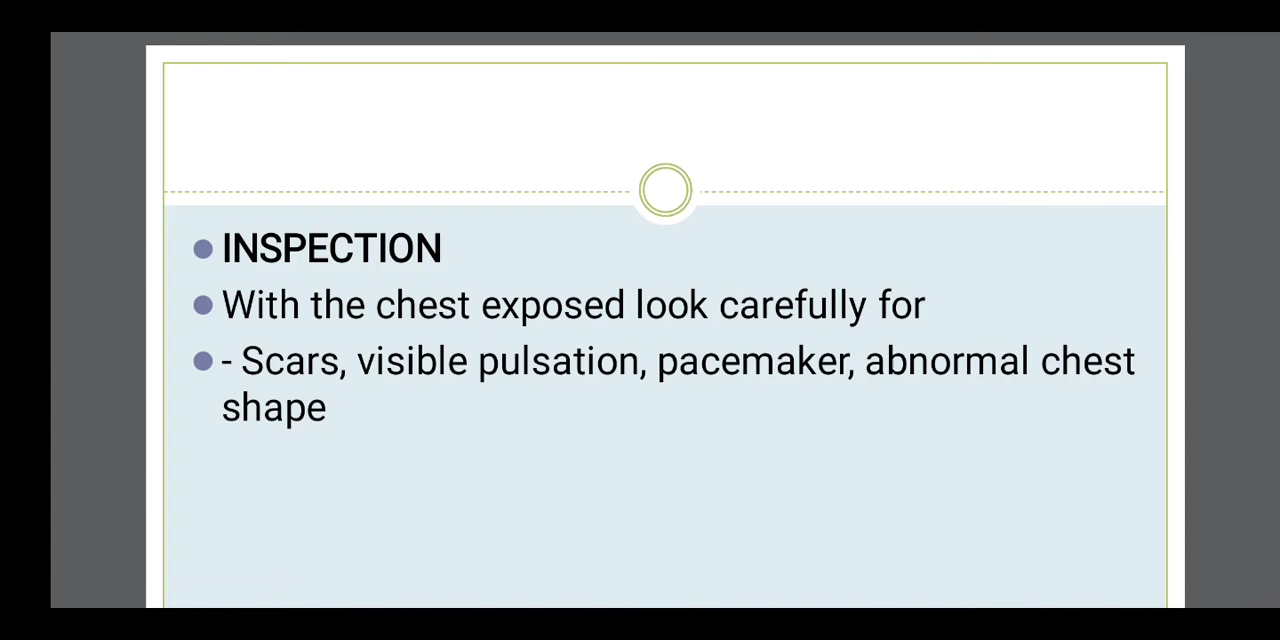 INSPECTION
With the chest exposed look carefully for
- Scars, visible pulsation, pacemaker, abnormal chest
shape